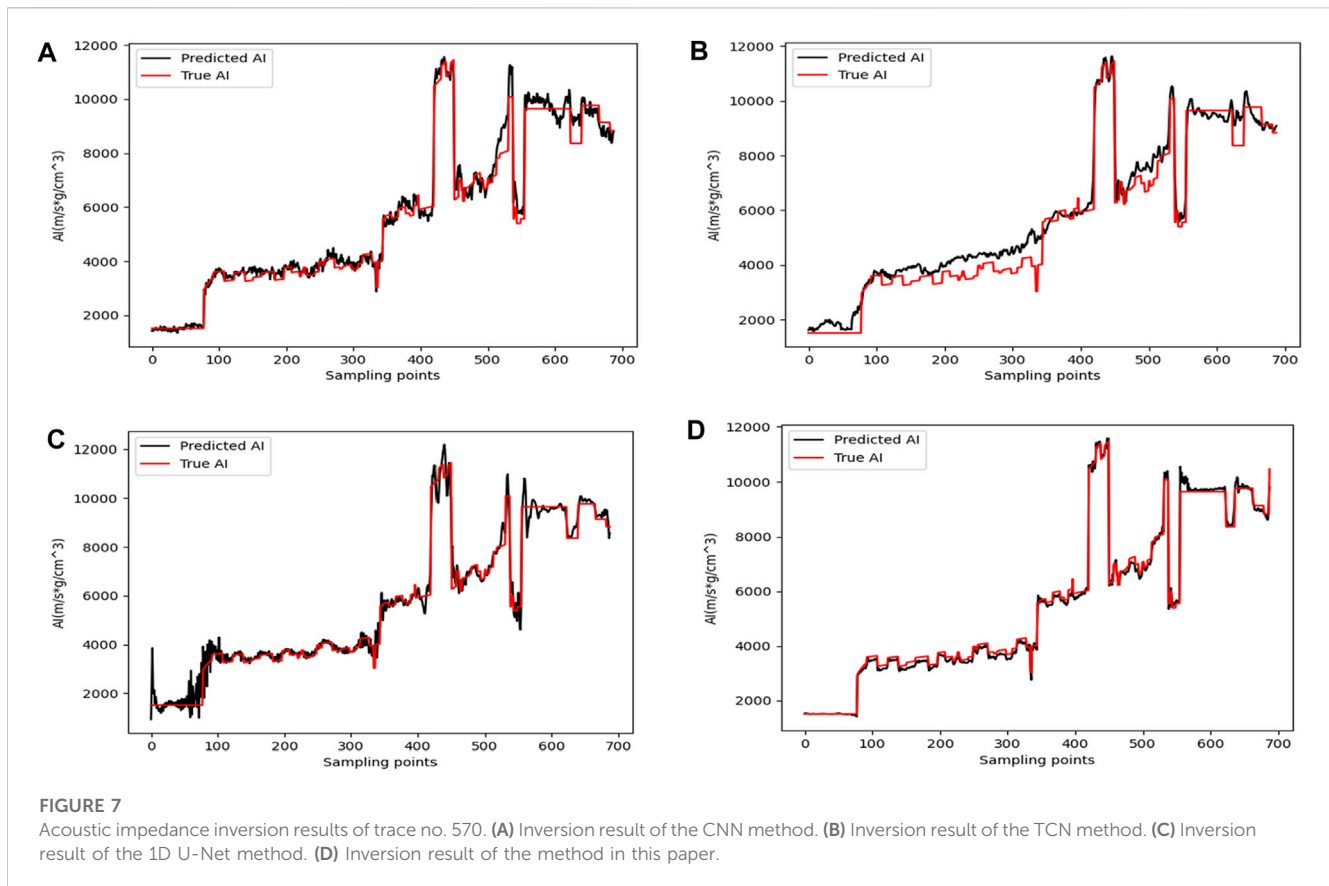 A
12000
10000
8000
6000
4000
2000
AI(m/s*g/cm^3)
Predicted AI
True AI
0 100 200 300 400 500 600 700
Sampling points
B
12000
10000
8000
6000
4000
2000
AI(m/s*g/cm^3)
Predicted AI
True AI
0 100 200 300 400 500 600 700
Sampling points
C
12000
10000
8000
6000
4000
2000
AI(m/s*g/cm^3)
Predicted AI
True AI
0 100 200 300 400 500 600 700
Sampling points
D
12000
10000
8000
6000
4000
2000
AI(m/s*g/cm^3)
Predicted AI
True AI
0 100 200 300 400 500 600 700
Sampling points
FIGURE 7
Acoustic impedance inversion results of trace no. 570. (A) Inversion result of the CNN method. (B) Inversion result of the TCN method. (C) Inversion
result of the 1D U-Net method. (D) Inversion result of the method in this paper.